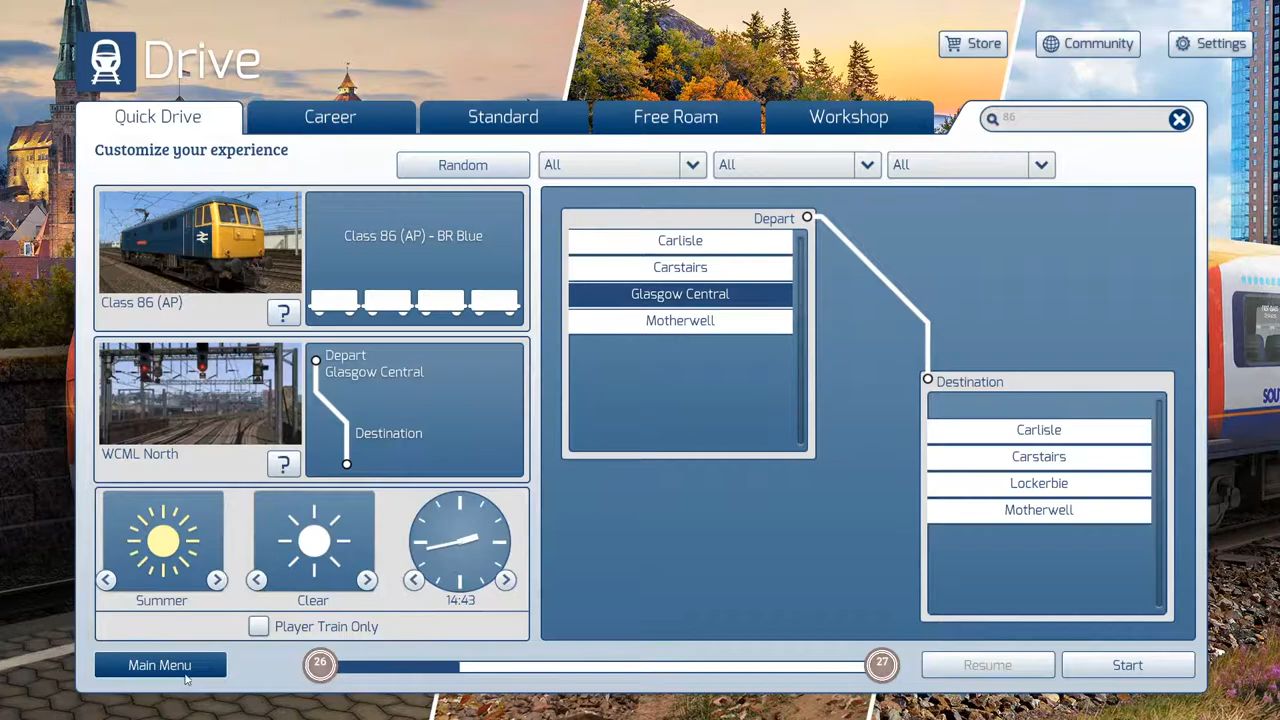 Drive
Store
Community
Settings
Quick Drive
Career
Standard
Free Roam
Workshop
86
Customize your experience
Random
All
All
All
Class 86 (AP) - BR Blue
Class 86 (AP)
?
Depart
Glasgow Central
Destination
WCML North
?
Summer
Clear
14:43
Player Train Only
Depart
Carlisle
Carstairs
Glasgow Central
Motherwell
Destination
Carlisle
Carstairs
Lockerbie
Motherwell
Main Menu
26
27
Resume
Start